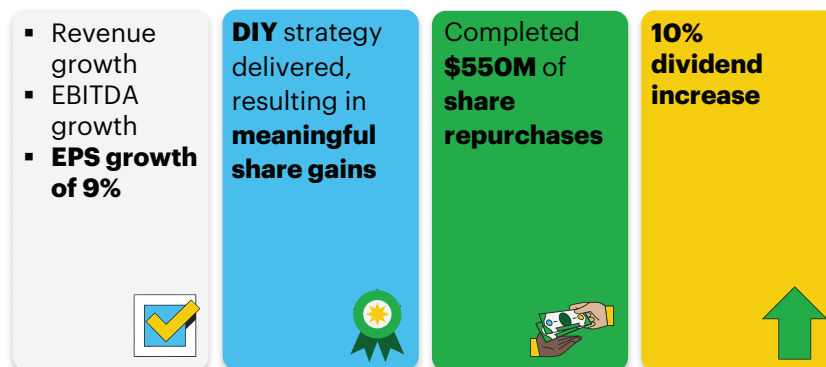 ▪ Revenue
growth
▪ EBITDA
growth
▪ EPS growth
of 9%
DIY strategy
delivered,
resulting in
meaningful
share gains
Completed
$550M of
share
repurchases
10%
dividend
increase